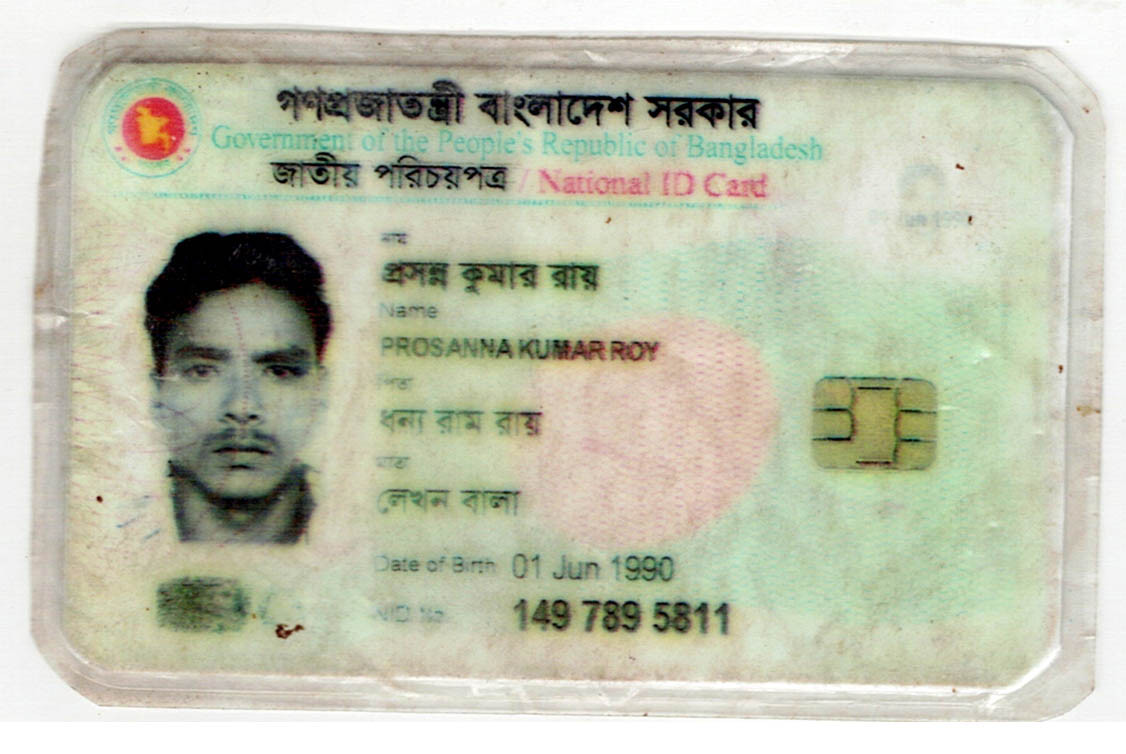 গণপ্রজাতন্ত্রী বাংলাদেশ সরকার
Government of the People's Republic of Bangladesh
জাতীয় পরিচয়পত্র / National ID Card
নাম
প্রসন্ন কুমার রায়
Name
PROSANNA KUMAR ROY
পিতা
ধন্য রাম রায়
মাতা
লেখন বালা
Date of Birth 01 Jun 1990
NID No 149 789 5811